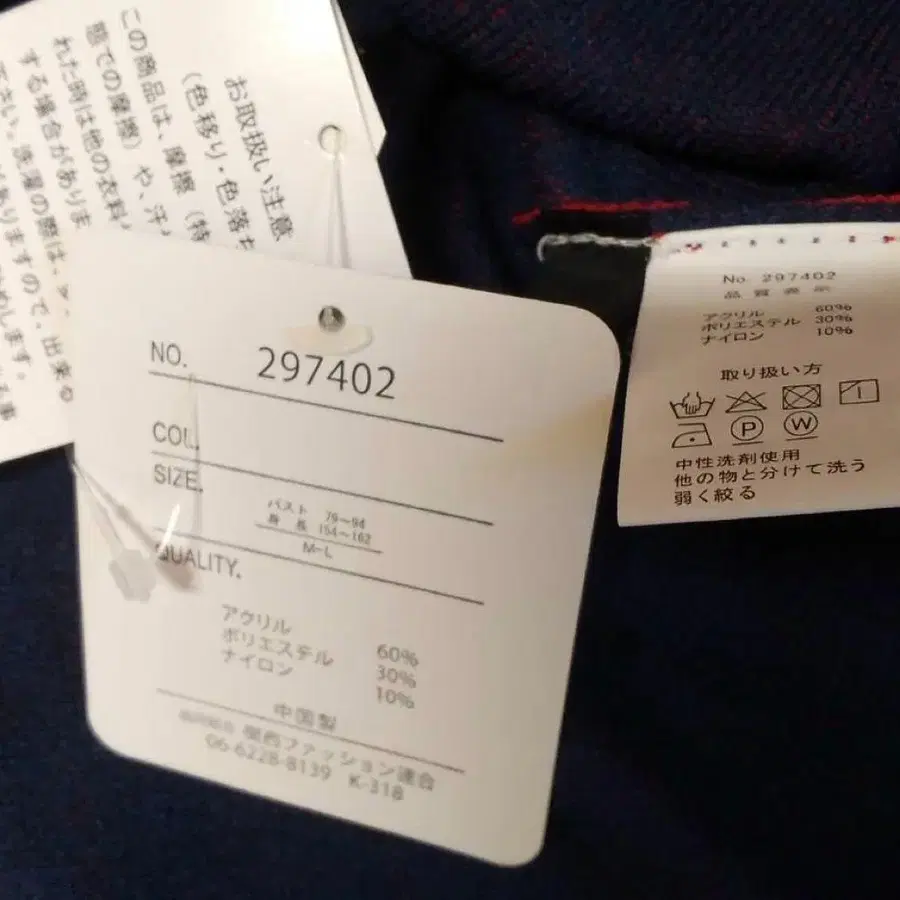 お取扱い注意
(色移り・色落
この商品は、摩擦(特
態での摩擦)や、汗
れた時は他の衣料
する場合がありま
さい。洗濯の際は、
ありますので、出来
めします。
NO. 297402
COL.
SIZE.
バスト 79〜94
身長 154〜162
M-L
QUALITY.
アクリル 60%
ポリエステル 30%
ナイロン 10%
中国製
関西ファッション連合
06-6228-8139 K-318
No. 297402
品質表示
アクリル 60%
ポリエステル 30%
ナイロン 10%
取り扱い方
P W
中性洗剤使用
他の物と分けて洗う
弱く絞る